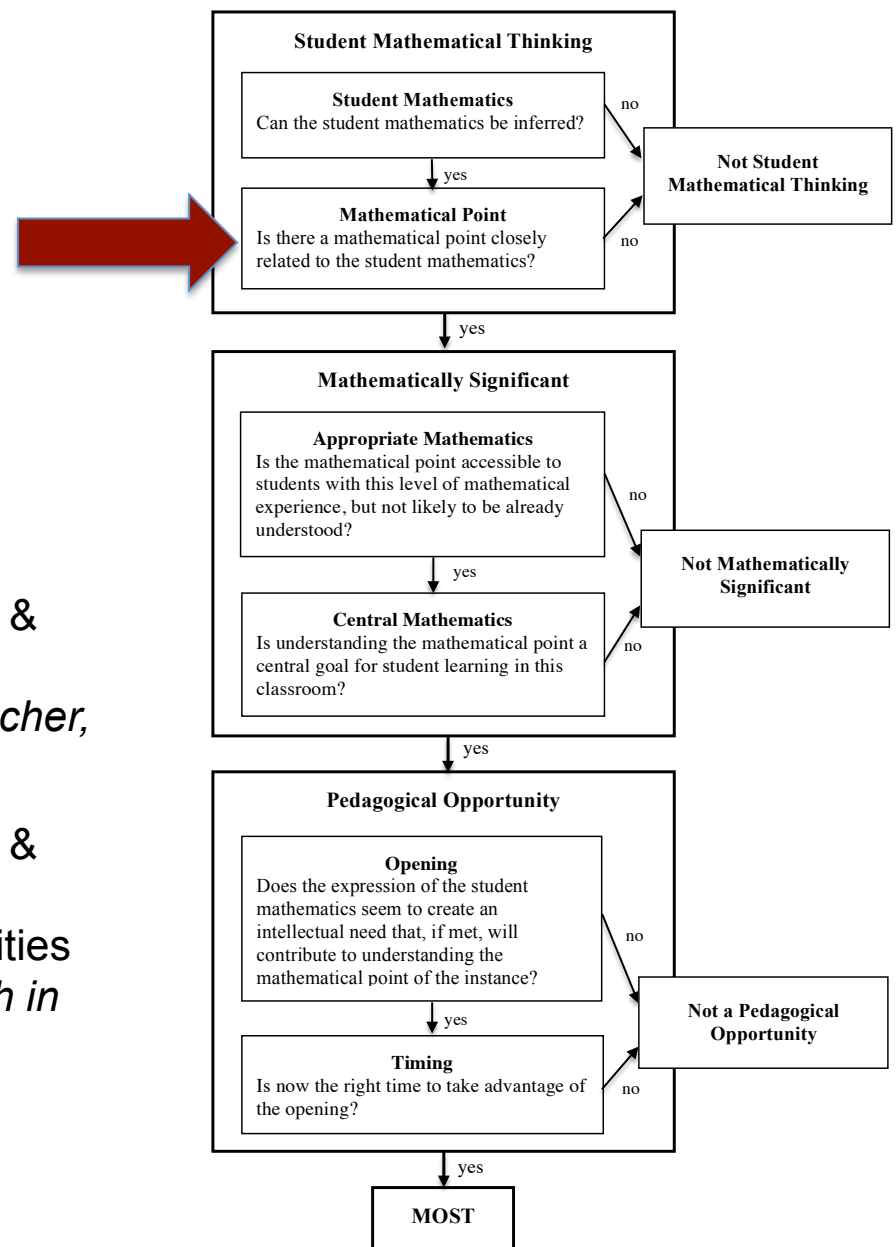 Student Mathematical Thinking
Student Mathematics
Can the student mathematics be inferred?
no
yes
Not Student
Mathematical Thinking
Mathematical Point
Is there a mathematical point closely
related to the student mathematics?
no
yes
Mathematically Significant
Appropriate Mathematics
Is the mathematical point accessible to
students with this level of mathematical
experience, but not likely to be already
understood?
no
yes
Not Mathematically
Significant
Central Mathematics
Is understanding the mathematical point a
central goal for student learning in this
classroom?
no
yes
&
cher,
&
ities
h in
Pedagogical Opportunity
Opening
Does the expression of the student
mathematics seem to create an
intellectual need that, if met, will
contribute to understanding the
mathematical point of the instance?
no
yes
Not a Pedagogical
Opportunity
Timing
Is now the right time to take advantage of
the opening?
no
yes
MOST